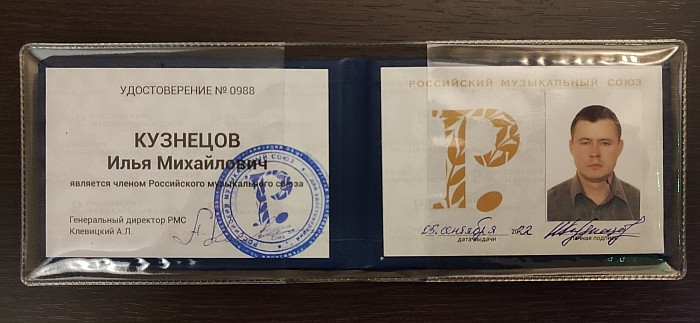 УДОСТОВЕРЕНИЕ № 0988
КУЗНЕЦОВ
Илья Михайлович
является членом Российского музыкального союза
Генеральный директор РМС
Клевицкий А.Л.
РОССИЙСКИЙ МУЗЫКАЛЬНЫЙ СОЮЗ
Р.
05 сентября 2022
дата выдачи
личная подпись